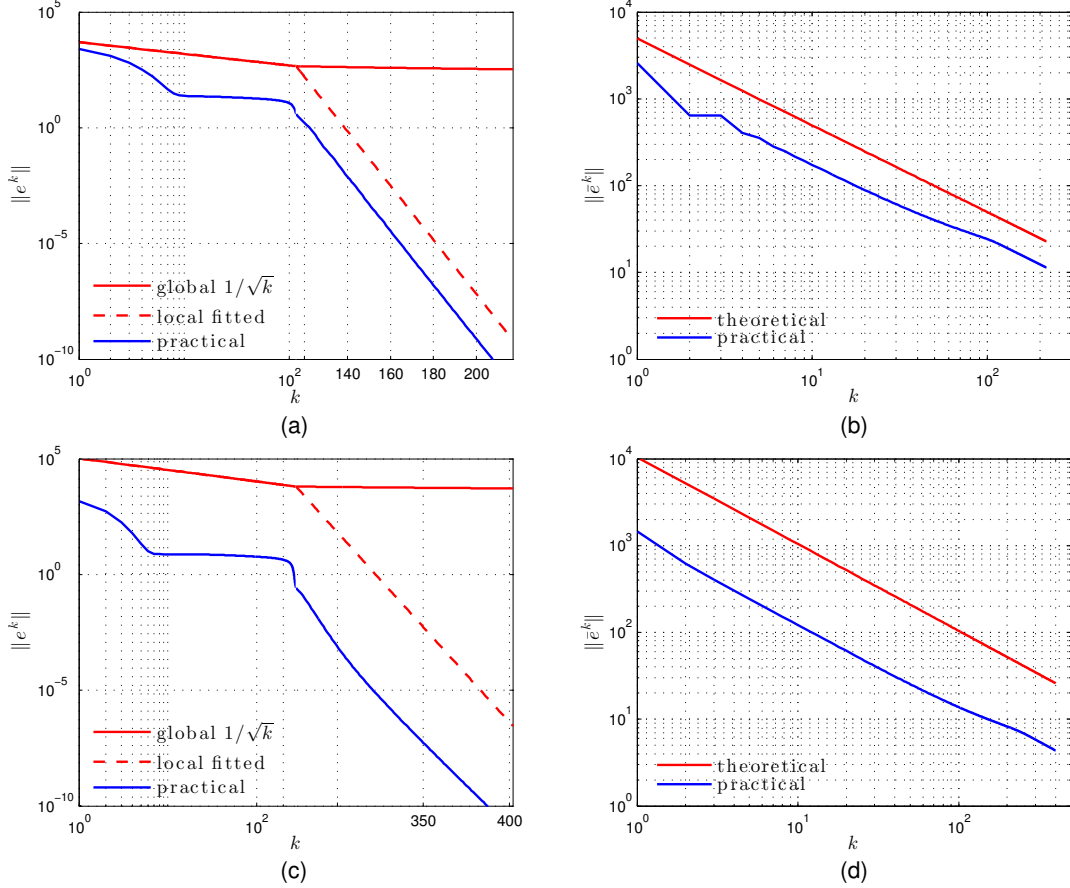 10^5
10^0
10^{-5}
10^{-10}
‖e^k‖
global 1/√k
local fitted
practical
10^0
10^2
140
160
180
200
k
(a)
10^4
10^3
10^2
10^1
10^0
‖ē^k‖
theoretical
practical
10^0
10^1
10^2
k
(b)
10^5
10^0
10^{-5}
10^{-10}
‖e^k‖
global 1/√k
local fitted
practical
10^0
10^2
350
400
k
(c)
10^4
10^3
10^2
10^1
10^0
‖ē^k‖
theoretical
practical
10^0
10^1
10^2
k
(d)